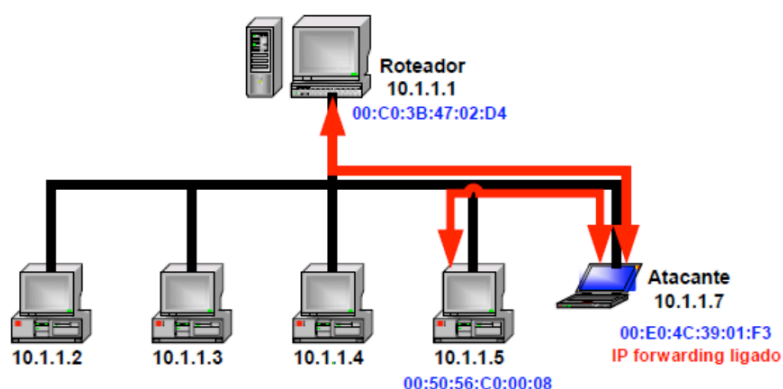 Roteador
10.1.1.1
00:C0:3B:47:02:D4
10.1.1.2
10.1.1.3
10.1.1.4
10.1.1.5
00:50:56:C0:00:08
Atacante
10.1.1.7
00:E0:4C:39:01:F3
IP forwarding ligado